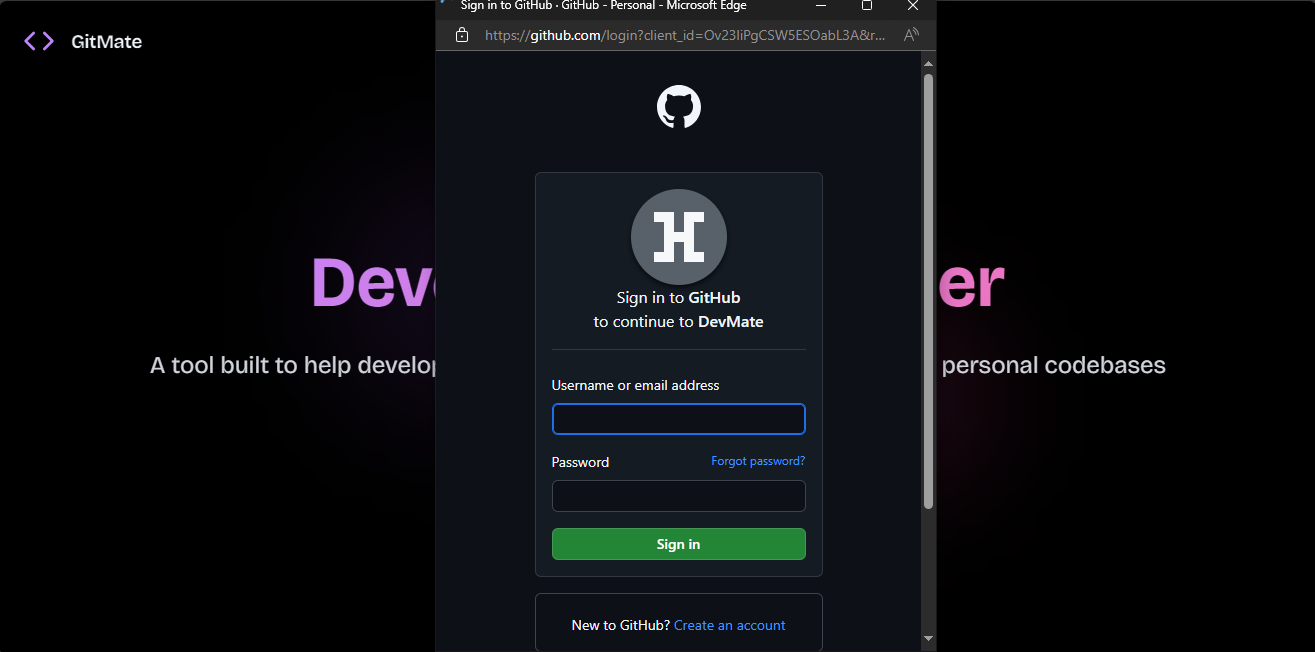 Sign in to GitHub · GitHub - Personal - Microsoft Edge
https://github.com/login?client_id=Ov23liPgCSW5ESOabL3A&r...
GitMate
Sign in to GitHub
to continue to DevMate
Deve er
A tool built to help develop personal codebases
Username or email address
Password Forgot password?
Sign in
New to GitHub? Create an account